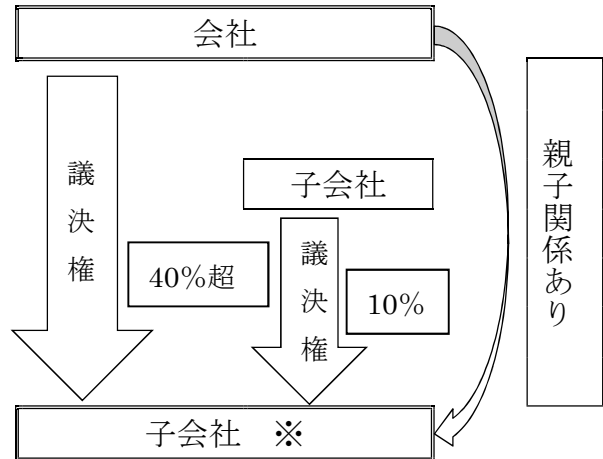 会社
議決権
子会社
議決権
40%超
10%
親子関係あり
子会社 ※